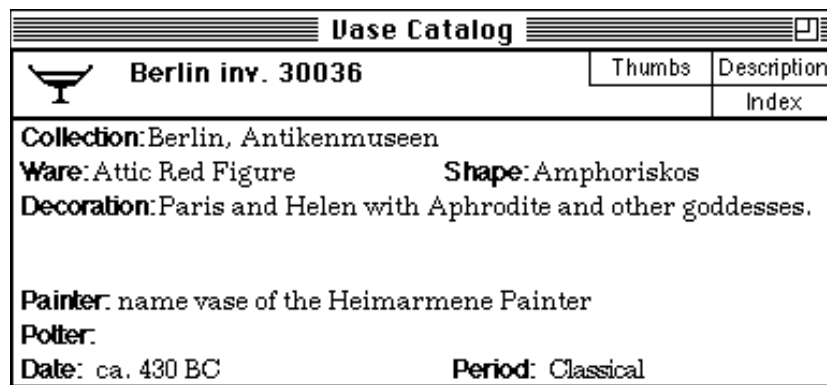 Vase Catalog
Berlin inv. 30036
Thumbs
Description
Index
Collection: Berlin, Antikenmuseen
Ware: Attic Red Figure Shape: Amphoriskos
Decoration: Paris and Helen with Aphrodite and other goddesses.
Painter: name vase of the Heimarmene Painter
Potter:
Date: ca. 430 BC Period: Classical